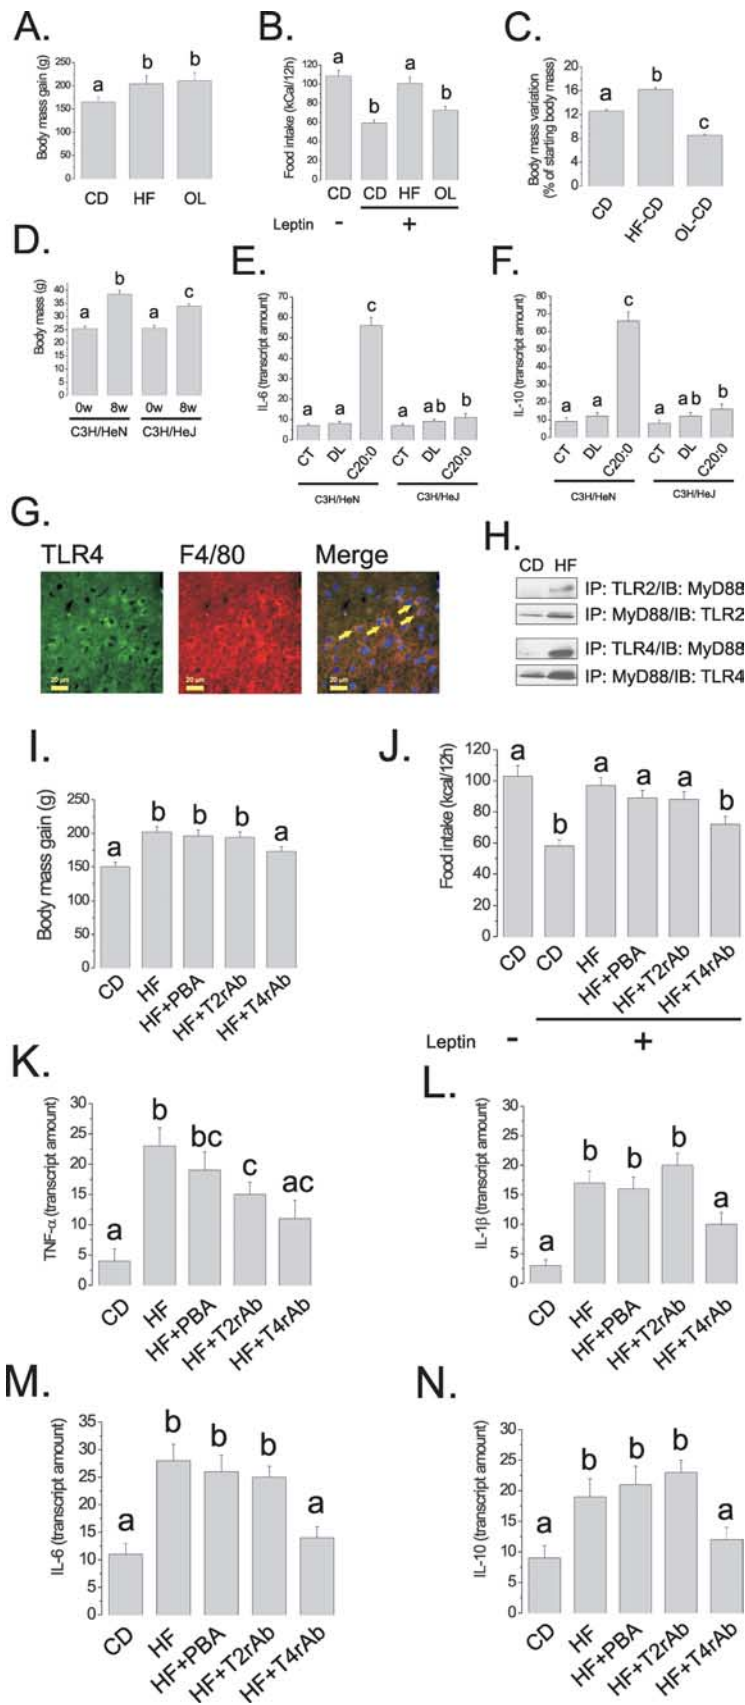 A.
Body mass gain (g)
250
200
150
100
50
0
a b b
CD HF OL
B.
Food intake (kCal/12h)
120
100
80
60
40
20
0
a b a b
CD CD HF OL
Leptin - +
C.
Body mass variation
(% of starting body mass)
20
15
10
5
0
a b c
CD HF-CD OL-CD
D.
Body mass (g)
40
35
30
25
20
15
10
5
0
a b a c
0w 8w 0w 8w
C3H/HeN C3H/HeJ
E.
IL-6 (transcript amount)
70
60
50
40
30
20
10
0
a a c a ab b
CT DL C20:0 CT DL C20:0
C3H/HeN C3H/HeJ
F.
IL-10 (transcript amount)
80
70
60
50
40
30
20
10
0
a a c a ab b
CT DL C20:0 CT DL C20:0
C3H/HeN C3H/HeJ
G.
TLR4 F4/80 Merge
20 µm 20 µm 20 µm
H.
CD HF
IP: TLR2/IB: MyD88
IP: MyD88/IB: TLR2
IP: TLR4/IB: MyD88
IP: MyD88/IB: TLR4
I.
Body mass gain (g)
250
200
150
100
50
0
a b b b a
CD HF HF+PBA HF+T2rAb HF+T4rAb
J.
Food intake (kcal/12h)
120
100
80
60
40
20
0
a b a a a b
CD CD HF HF+PBA HF+T2rAb HF+T4rAb
Leptin - +
K.
TNF-α (transcript amount)
30
25
20
15
10
5
0
a b bc c ac
CD HF HF+PBA HF+T2rAb HF+T4rAb
L.
IL-1β (transcript amount)
30
25
20
15
10
5
0
a b b b a
CD HF HF+PBA HF+T2rAb HF+T4rAb
M.
IL-6 (transcript amount)
35
30
25
20
15
10
5
0
a b b b a
CD HF HF+PBA HF+T2rAb HF+T4rAb
N.
IL-10 (transcript amount)
30
25
20
15
10
5
0
a b b b a
CD HF HF+PBA HF+T2rAb HF+T4rAb